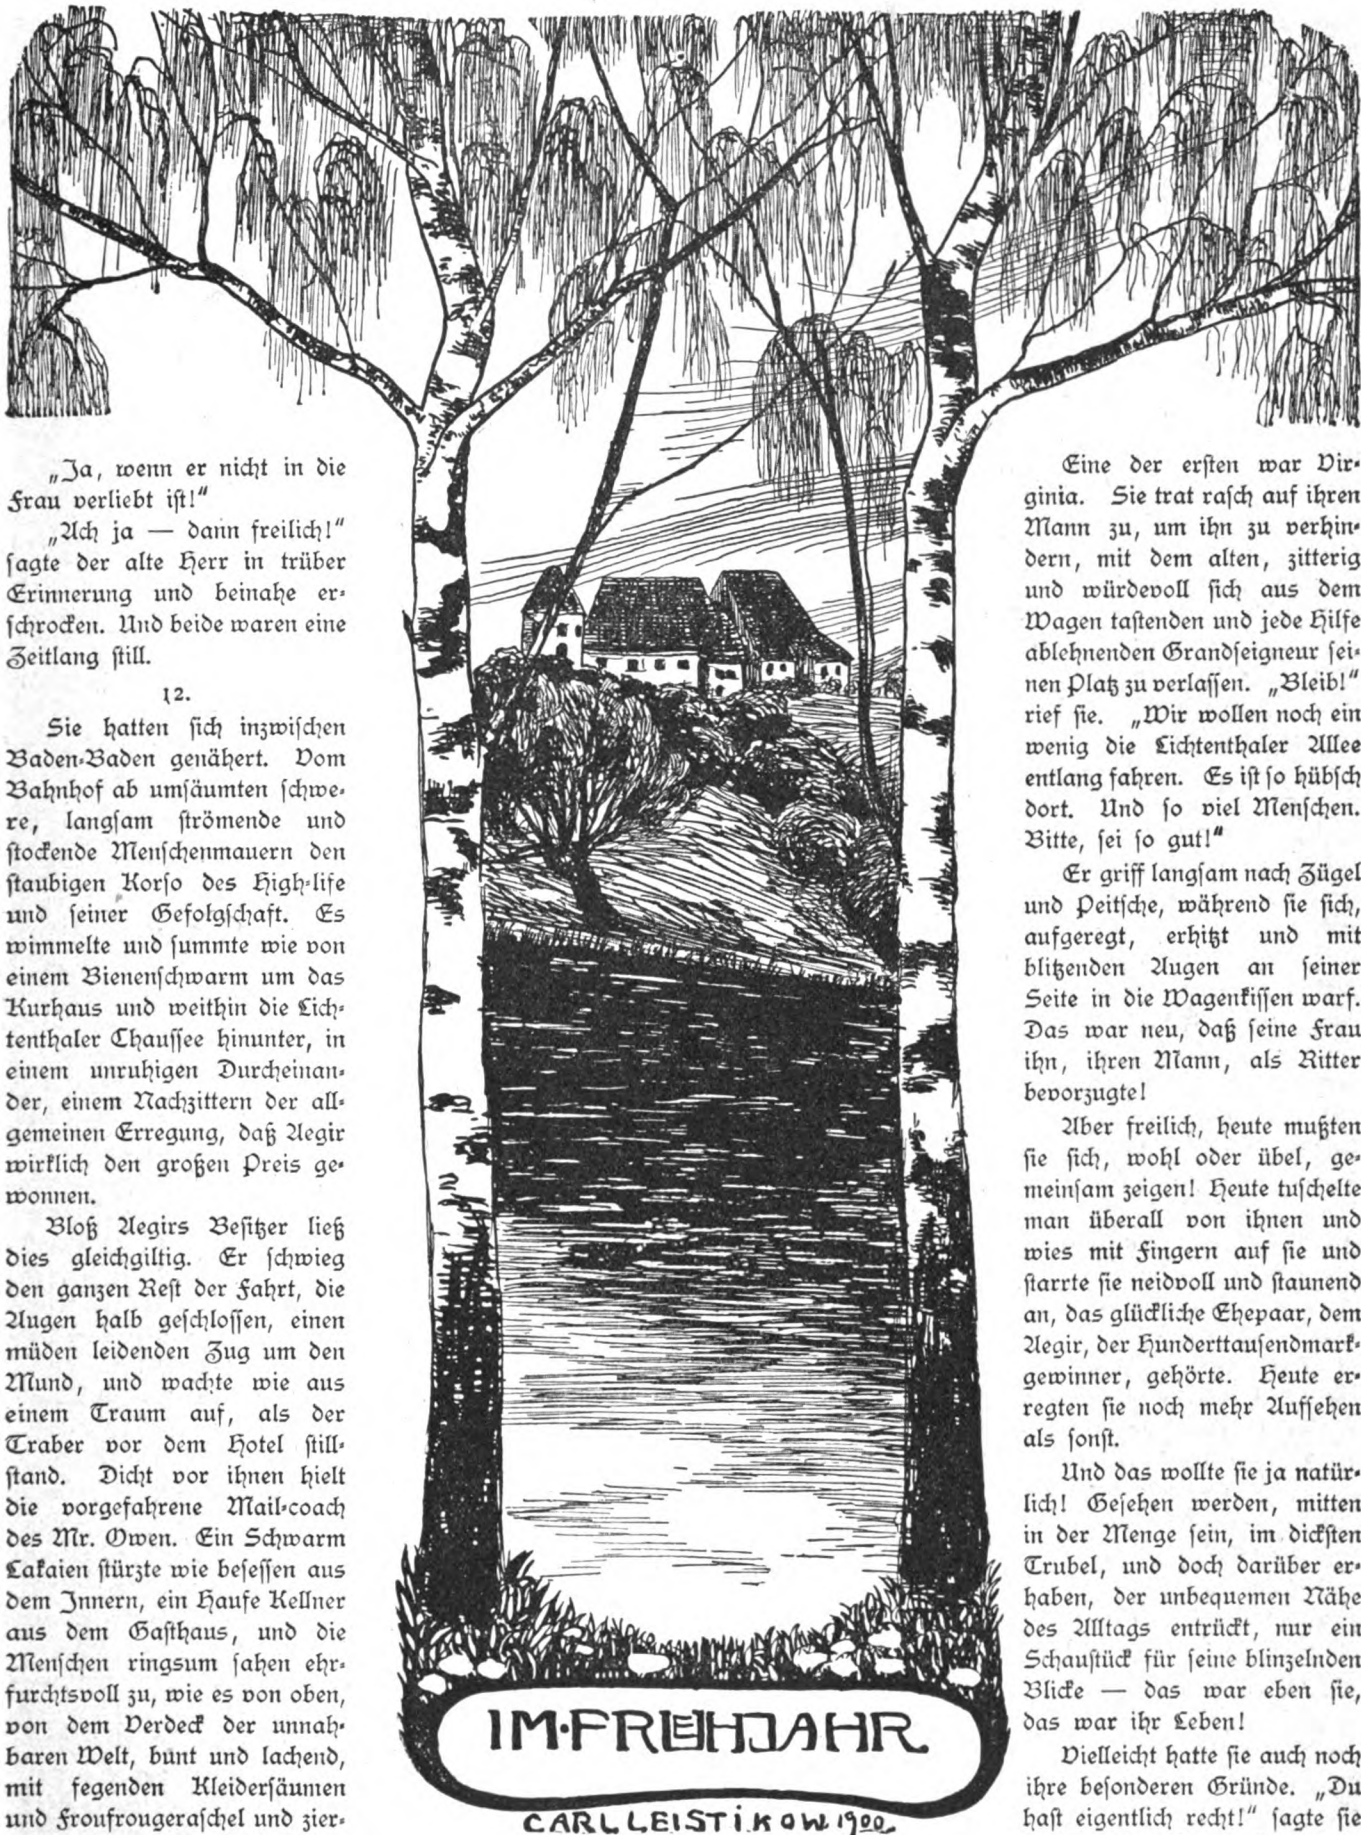 „Ja, wenn er nicht in die
Frau verliebt ist!“
„Ach ja — dann freilich!“
sagte der alte Herr in trüber
Erinnerung und beinahe er-
schrocken. Und beide waren eine
Zeitlang still.
12.
Sie hatten sich inzwischen
Baden-Baden genähert. Vom
Bahnhof ab umsäumten schwe-
re, langsam strömende und
stockende Menschenmauern den
staubigen Korso des High-life
und seiner Gefolgschaft. Es
wimmelte und summte wie von
einem Bienenschwarm um das
Kurhaus und weithin die Lich-
tenthaler Chaussee hinunter, in
einem unruhigen Durcheinan-
der, einem Nachzittern der all-
gemeinen Erregung, daß Aegir
wirklich den großen Preis ge-
wonnen.
Bloß Aegirs Besitzer ließ
dies gleichgiltig. Er schwieg
den ganzen Rest der Fahrt, die
Augen halb geschlossen, einen
müden leidenden Zug um den
Mund, und wachte wie aus
einem Traum auf, als der
Traber vor dem Hotel still-
stand. Dicht vor ihnen hielt
die vorgefahrene Mail-coach
des Mr. Owen. Ein Schwarm
Lakaien stürzte wie besessen aus
dem Innern, ein Haufe Kellner
aus dem Gasthaus, und die
Menschen ringsum sahen ehr-
furchtsvoll zu, wie es von oben,
von dem Verdeck der unnah-
baren Welt, bunt und lachend,
mit fegenden Kleidersäumen
und Froufrougeraschel und zier-
Eine der ersten war Vir-
ginia. Sie trat rasch auf ihren
Mann zu, um ihn zu verhin-
dern, mit dem alten, zitterig
und würdevoll sich aus dem
Wagen tastenden und jede Hilfe
ablehnenden Grandseigneur sei-
nen Platz zu verlassen. „Bleib!“
rief sie. „Wir wollen noch ein
wenig die Lichtenthaler Allee
entlang fahren. Es ist so hübsch
dort. Und so viel Menschen.
Bitte, sei so gut!“
Er griff langsam nach Zügel
und Peitsche, während sie sich,
aufgeregt, erhitzt und mit
blitzenden Augen an seiner
Seite in die Wagenkissen warf.
Das war neu, daß seine Frau
ihn, ihren Mann, als Ritter
bevorzugte!
Aber freilich, heute mußten
sie sich, wohl oder übel, ge-
meinsam zeigen! Heute tuschelte
man überall von ihnen und
wies mit Fingern auf sie und
starrte sie neidvoll und staunend
an, das glückliche Ehepaar, dem
Aegir, der Hunderttausendmark-
gewinner, gehörte. Heute er-
regten sie noch mehr Aufsehen
als sonst.
Und das wollte sie ja natür-
lich! Gesehen werden, mitten
in der Menge sein, im dicksten
Trubel, und doch darüber er-
haben, der unbequemen Nähe
des Alltags entrückt, nur ein
Schaustück für seine blinzelnden
Blicke — das war eben sie,
das war ihr Leben!
Vielleicht hatte sie auch noch
ihre besonderen Gründe. „Du
hast eigentlich recht!“ sagte sie
IM·FRUEHJAHR
CARL LEISTIKOW 1900